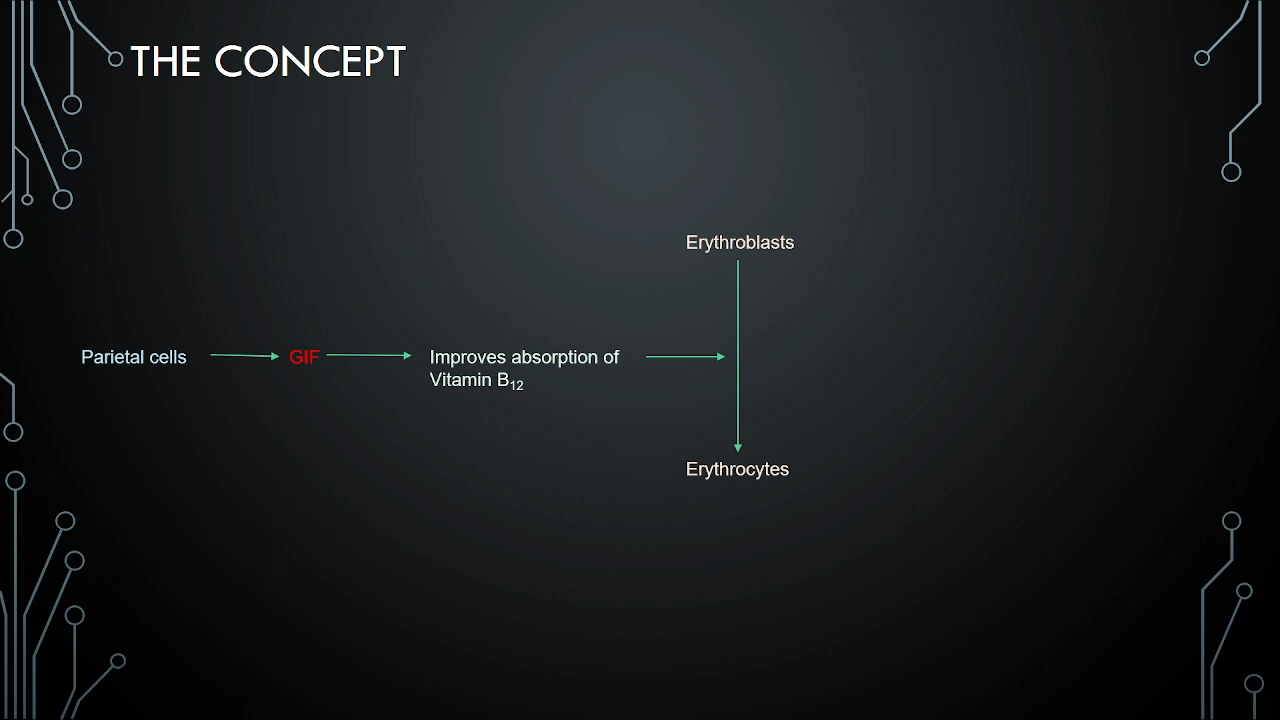 THE CONCEPT
Erythroblasts
Parietal cells
GIF
Improves absorption of
Vitamin B₁₂
Erythrocytes